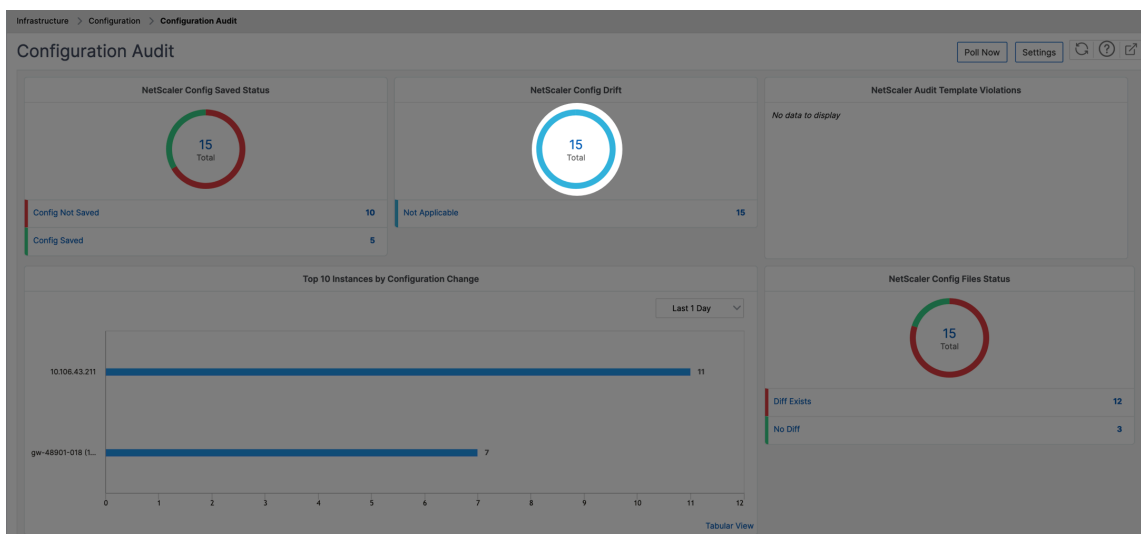 Infrastructure > Configuration > Configuration Audit
Configuration Audit
Poll Now
Settings
NetScaler Config Saved Status
15
Total
Config Not Saved 10
Config Saved 5
NetScaler Config Drift
15
Total
Not Applicable 15
NetScaler Audit Template Violations
No data to display
Top 10 Instances by Configuration Change
Last 1 Day
10.106.43.211 11
gw-48901-018 (1... 7
0 1 2 3 4 5 6 7 8 9 10 11 12
Tabular View
NetScaler Config Files Status
15
Total
Diff Exists 12
No Diff 3